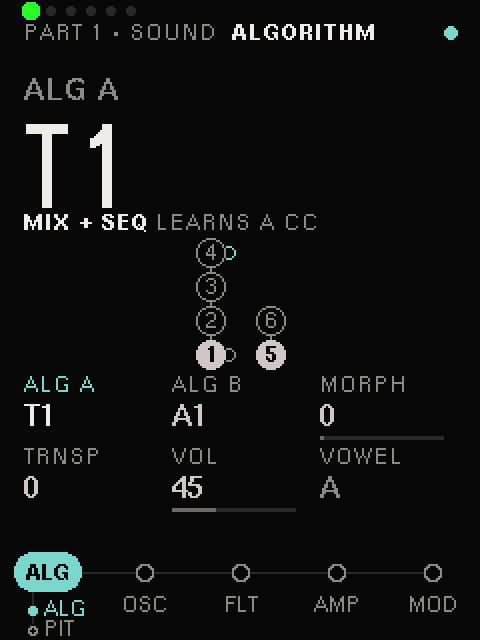 PART 1 · SOUND ALGORITHM
ALG A
T1
MIX + SEQ LEARNS A CC
4
3
2 6
1 5
ALG A ALG B MORPH
T1 A1 0
TRNSP VOL VOWEL
0 45 A
ALG
ALG OSC FLT AMP MOD
PIT